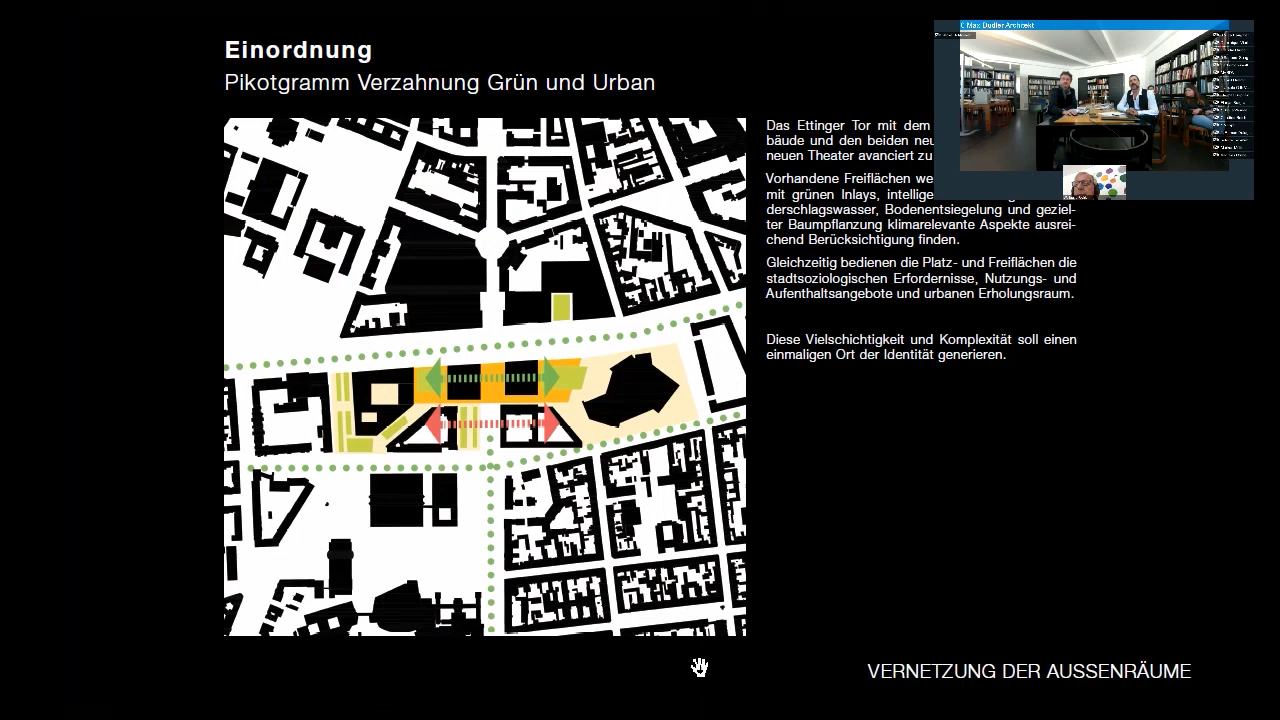 Einordnung
Pikotgramm Verzahnung Grün und Urban
Max Dudler Architekt
Das Ettinger Tor mit dem
bäude und den beiden neu
neuen Theater avanciert zu
Vorhandene Freiflächen we
mit grünen Inlays, intellige
derschlagswasser, Bodenentsiegelung und geziel-
ter Baumpflanzung klimarelevante Aspekte ausrei-
chend Berücksichtigung finden.
Gleichzeitig bedienen die Platz- und Freiflächen die
stadtsoziologischen Erfordernisse, Nutzungs- und
Aufenthaltsangebote und urbanen Erholungsraum.
Diese Vielschichtigkeit und Komplexität soll einen
einmaligen Ort der Identität generieren.
VERNETZUNG DER AUSSENRÄUME